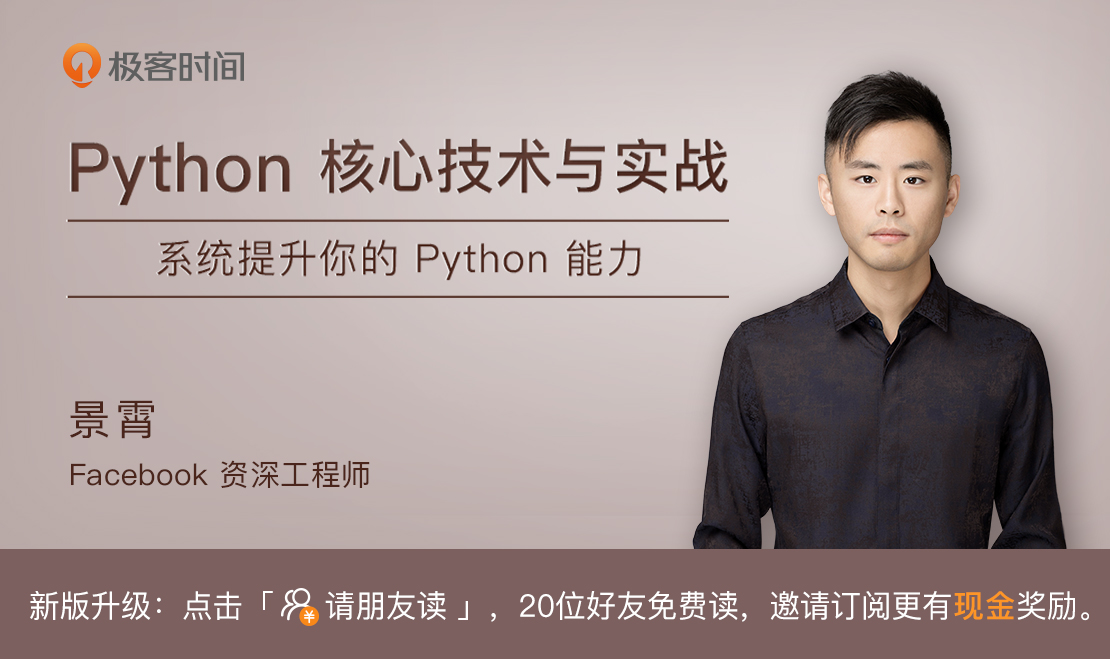 极客时间
Python 核心技术与实战
系统提升你的 Python 能力
景霄
Facebook 资深工程师
新版升级：点击「 ¥ 请朋友读 」，20位好友免费读，邀请订阅更有现金奖励。